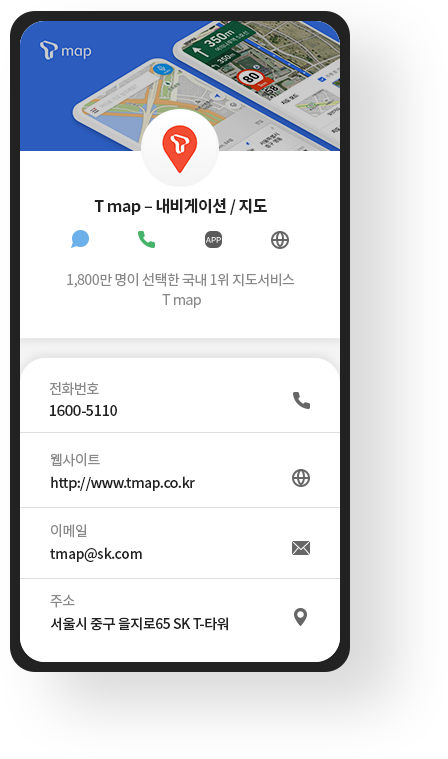 map
350m
80
T map – 내비게이션 / 지도
APP
1,800만 명이 선택한 국내 1위 지도서비스
T map
전화번호
1600-5110
웹사이트
http://www.tmap.co.kr
이메일
tmap@sk.com
주소
서울시 중구 을지로65 SK T-타워